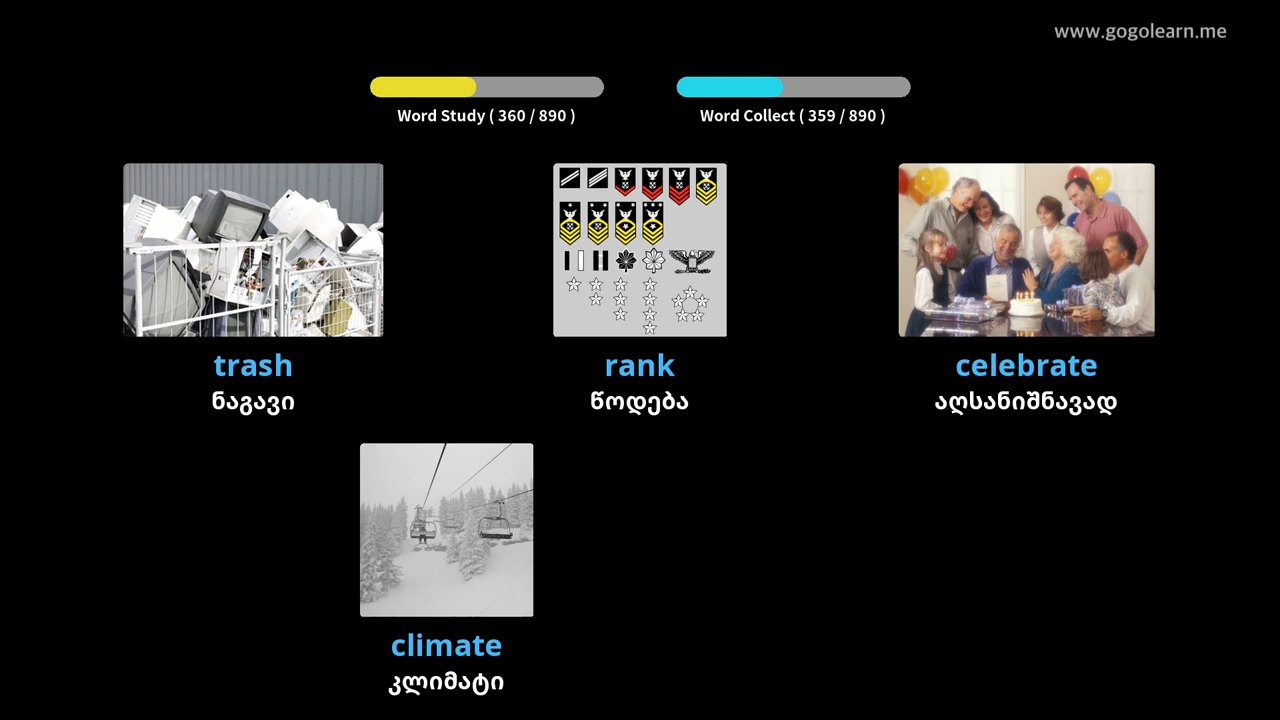 www.gogolearn.me
Word Study ( 360 / 890 )
Word Collect ( 359 / 890 )
trash
ნაგავი
rank
წოდება
celebrate
აღსანიშნავად
climate
კლიმატი